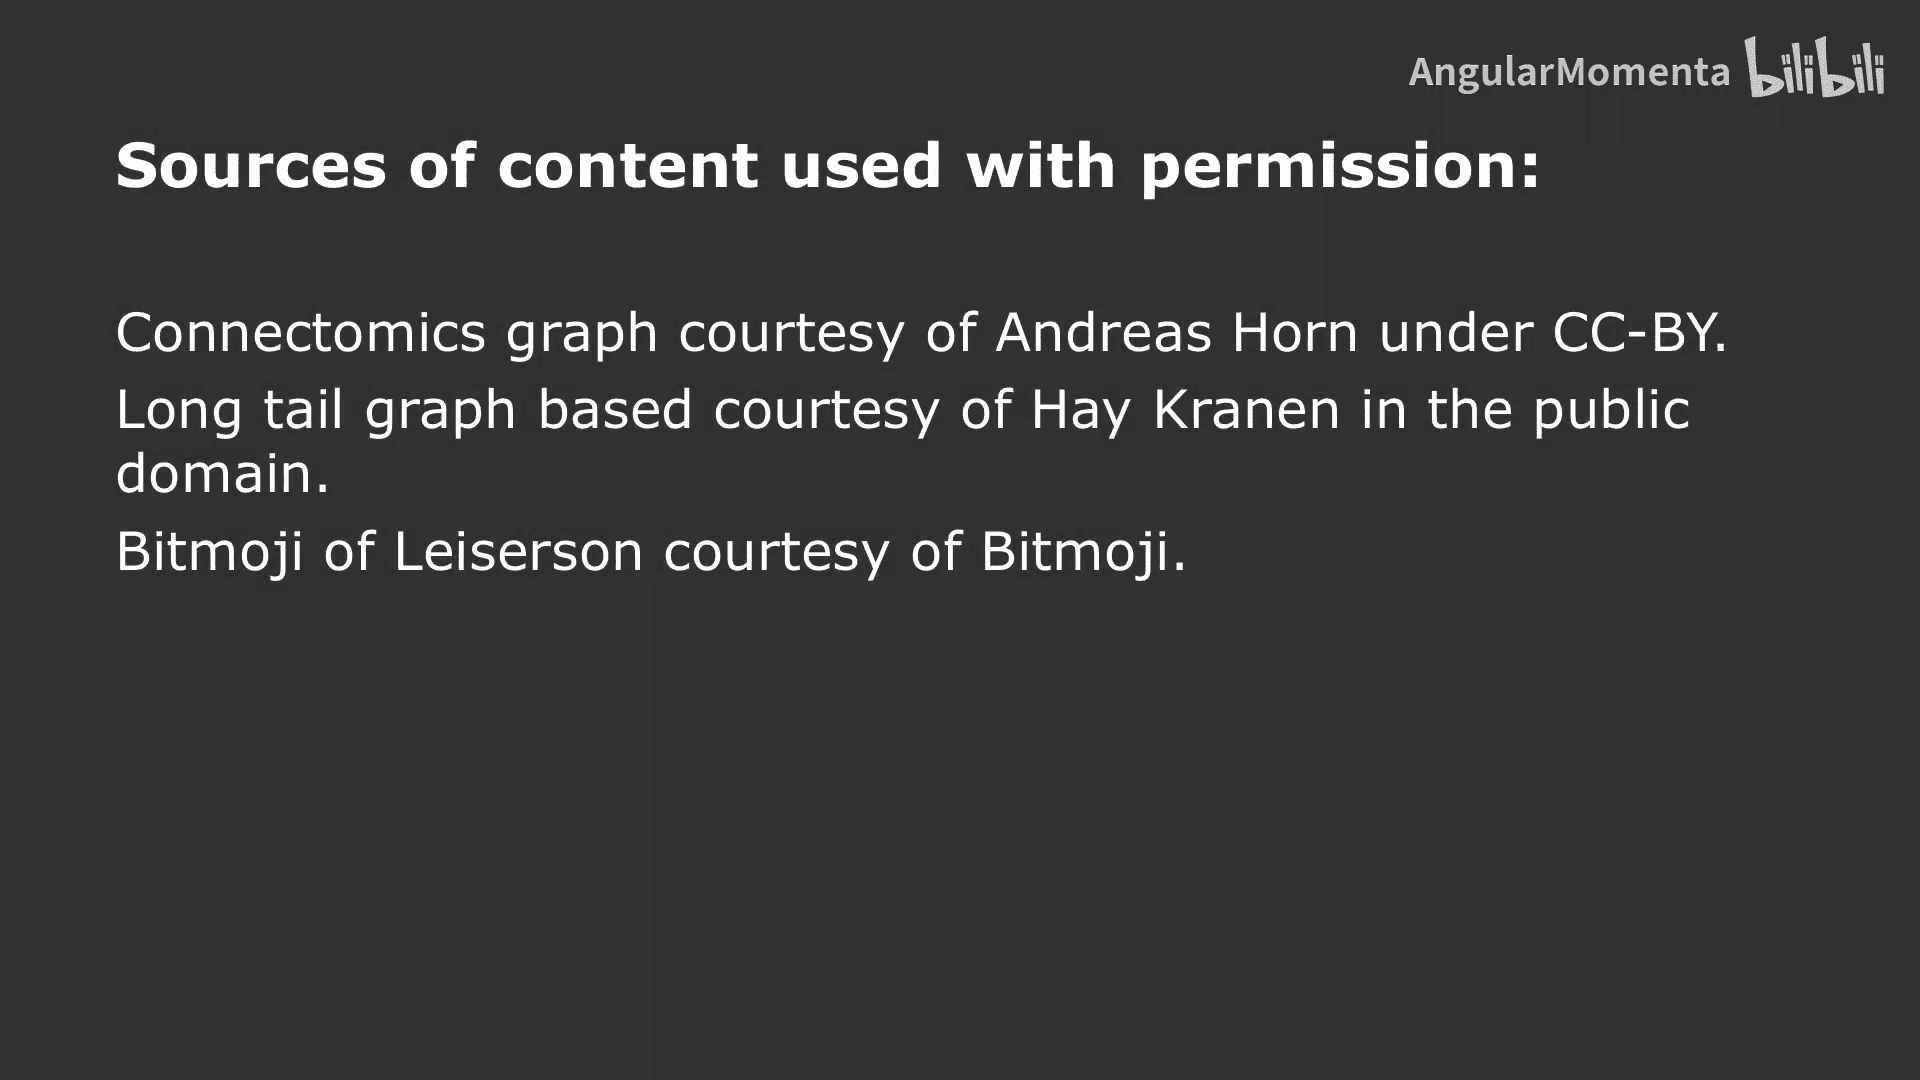 AngularMomenta bilibili
Sources of content used with permission:
Connectomics graph courtesy of Andreas Horn under CC-BY.
Long tail graph based courtesy of Hay Kranen in the public
domain.
Bitmoji of Leiserson courtesy of Bitmoji.